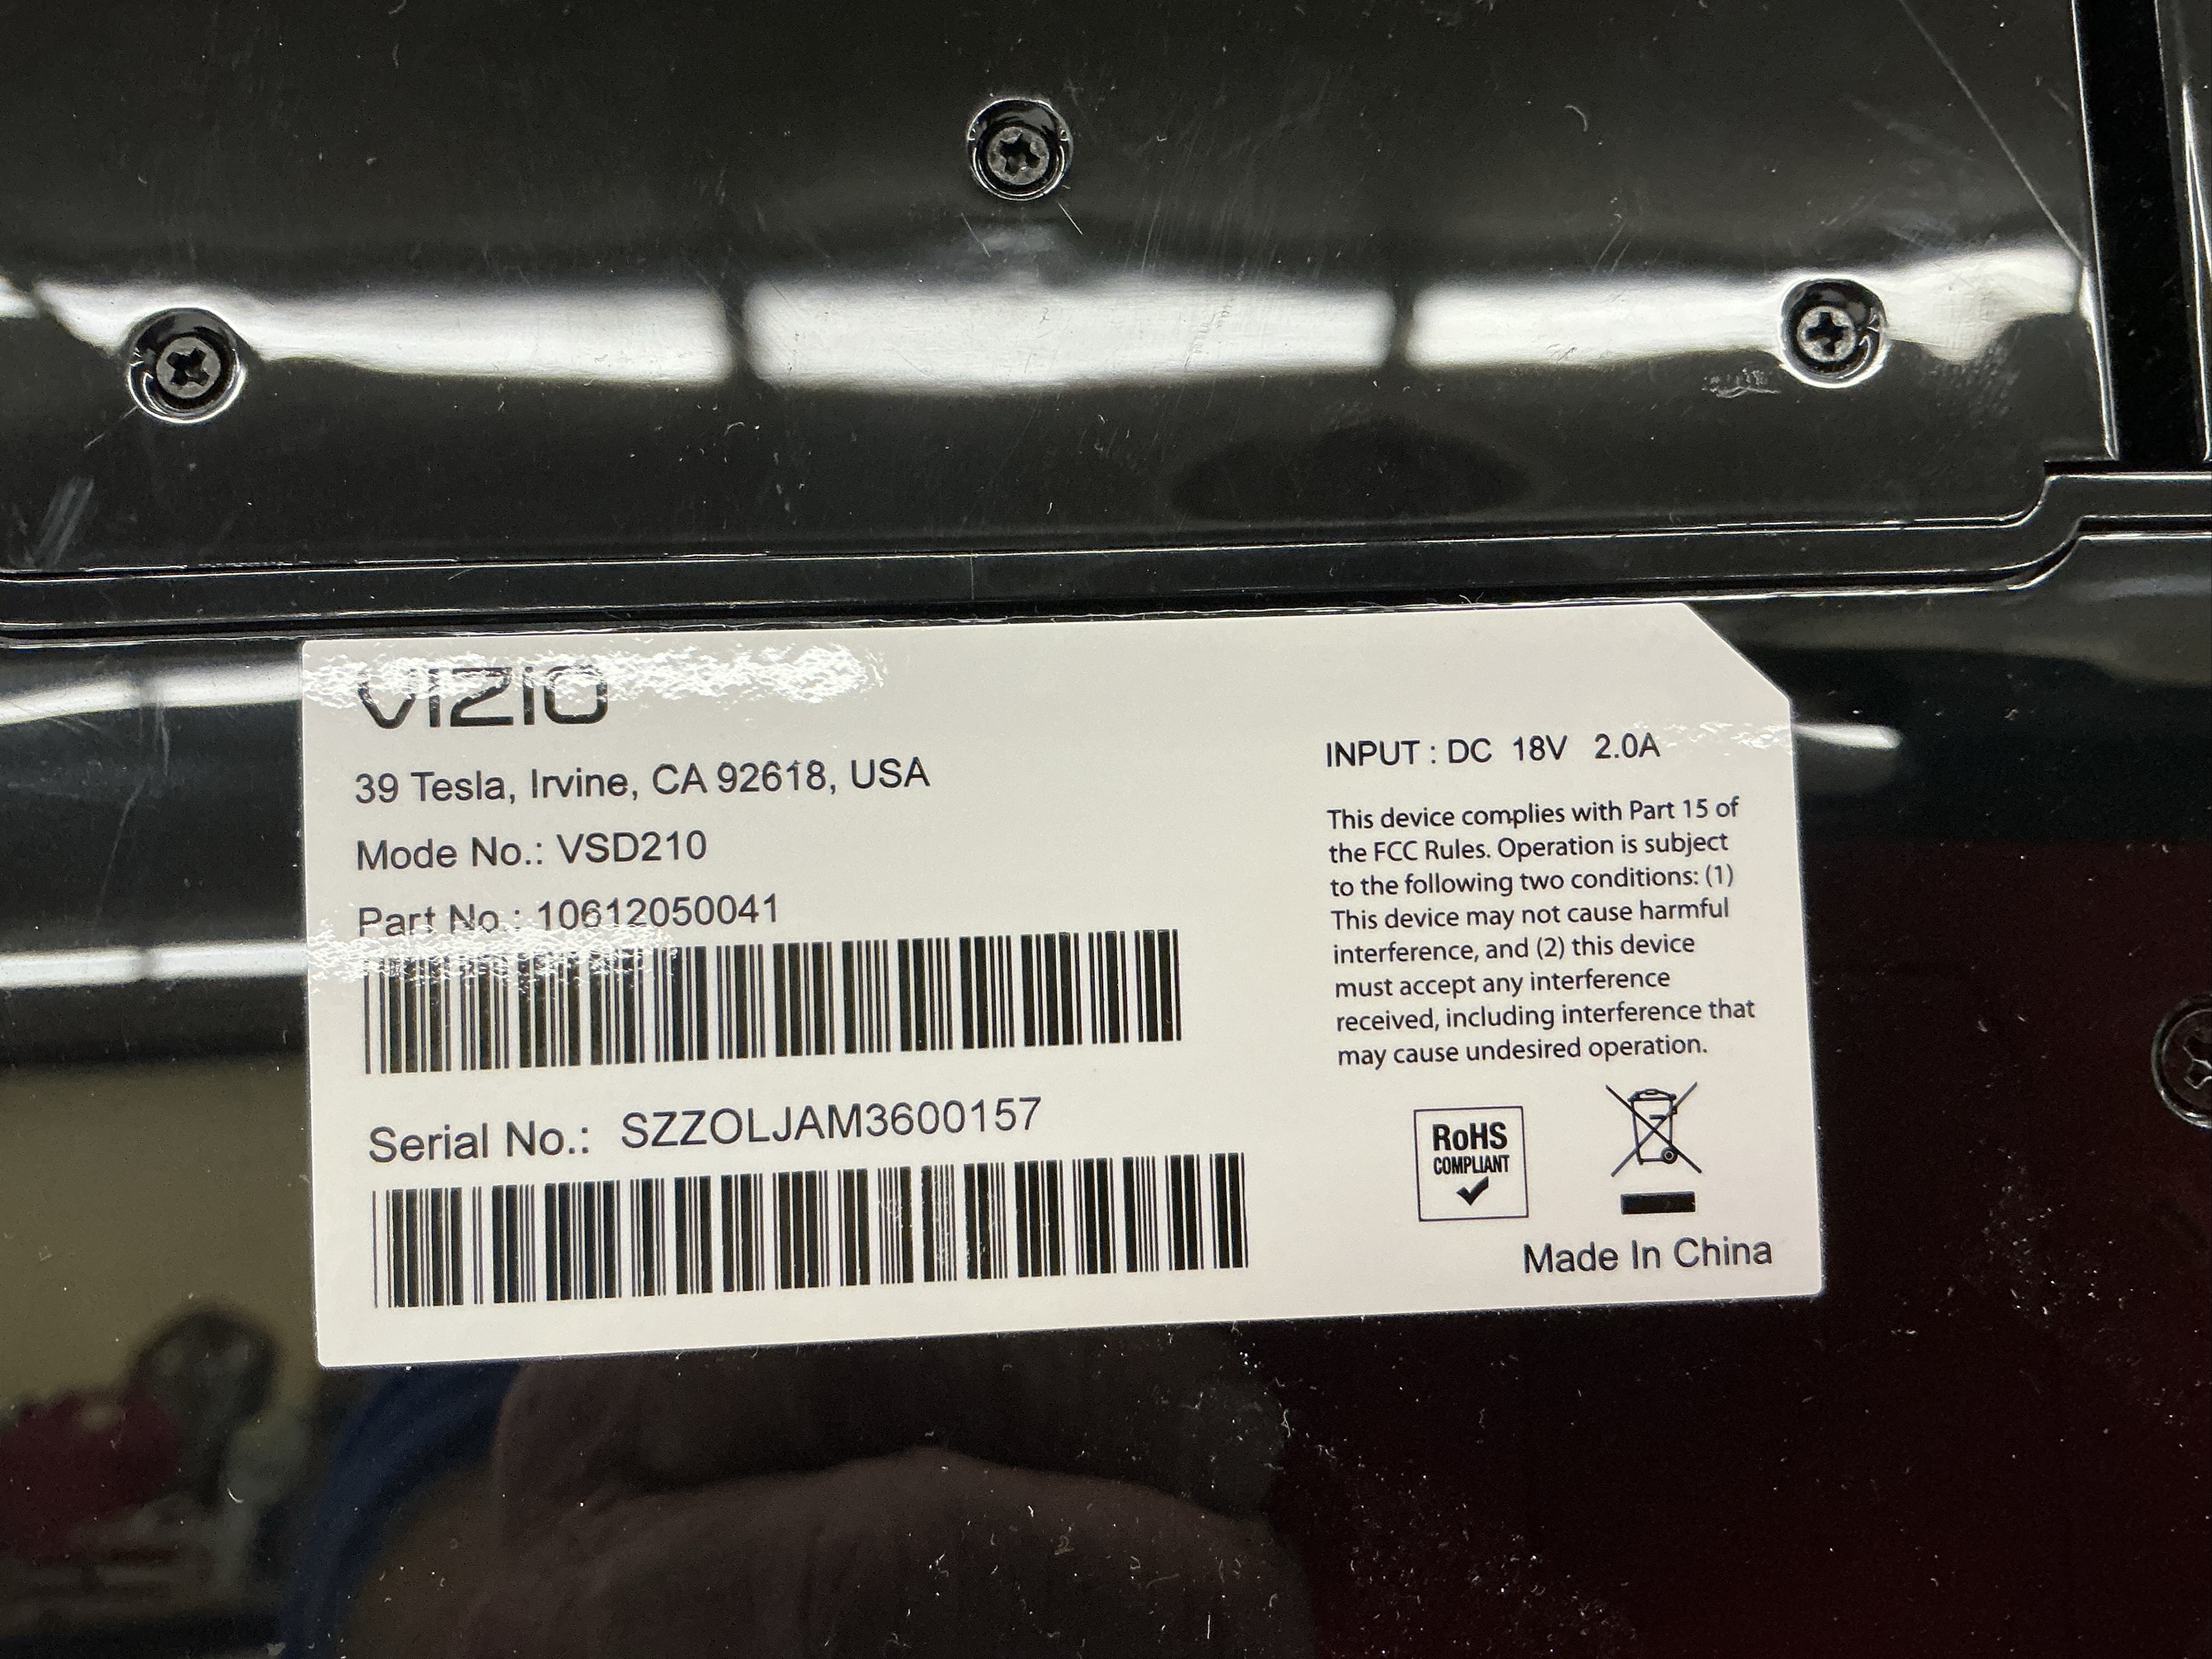 VIZIO
39 Tesla, Irvine, CA 92618, USA
Mode No.: VSD210
Part No.: 10612050041
Serial No.: SZZOLJAM3600157
INPUT : DC 18V 2.0A
This device complies with Part 15 of
the FCC Rules. Operation is subject
to the following two conditions: (1)
This device may not cause harmful
interference, and (2) this device
must accept any interference
received, including interference that
may cause undesired operation.
RoHS
COMPLIANT
Made In China